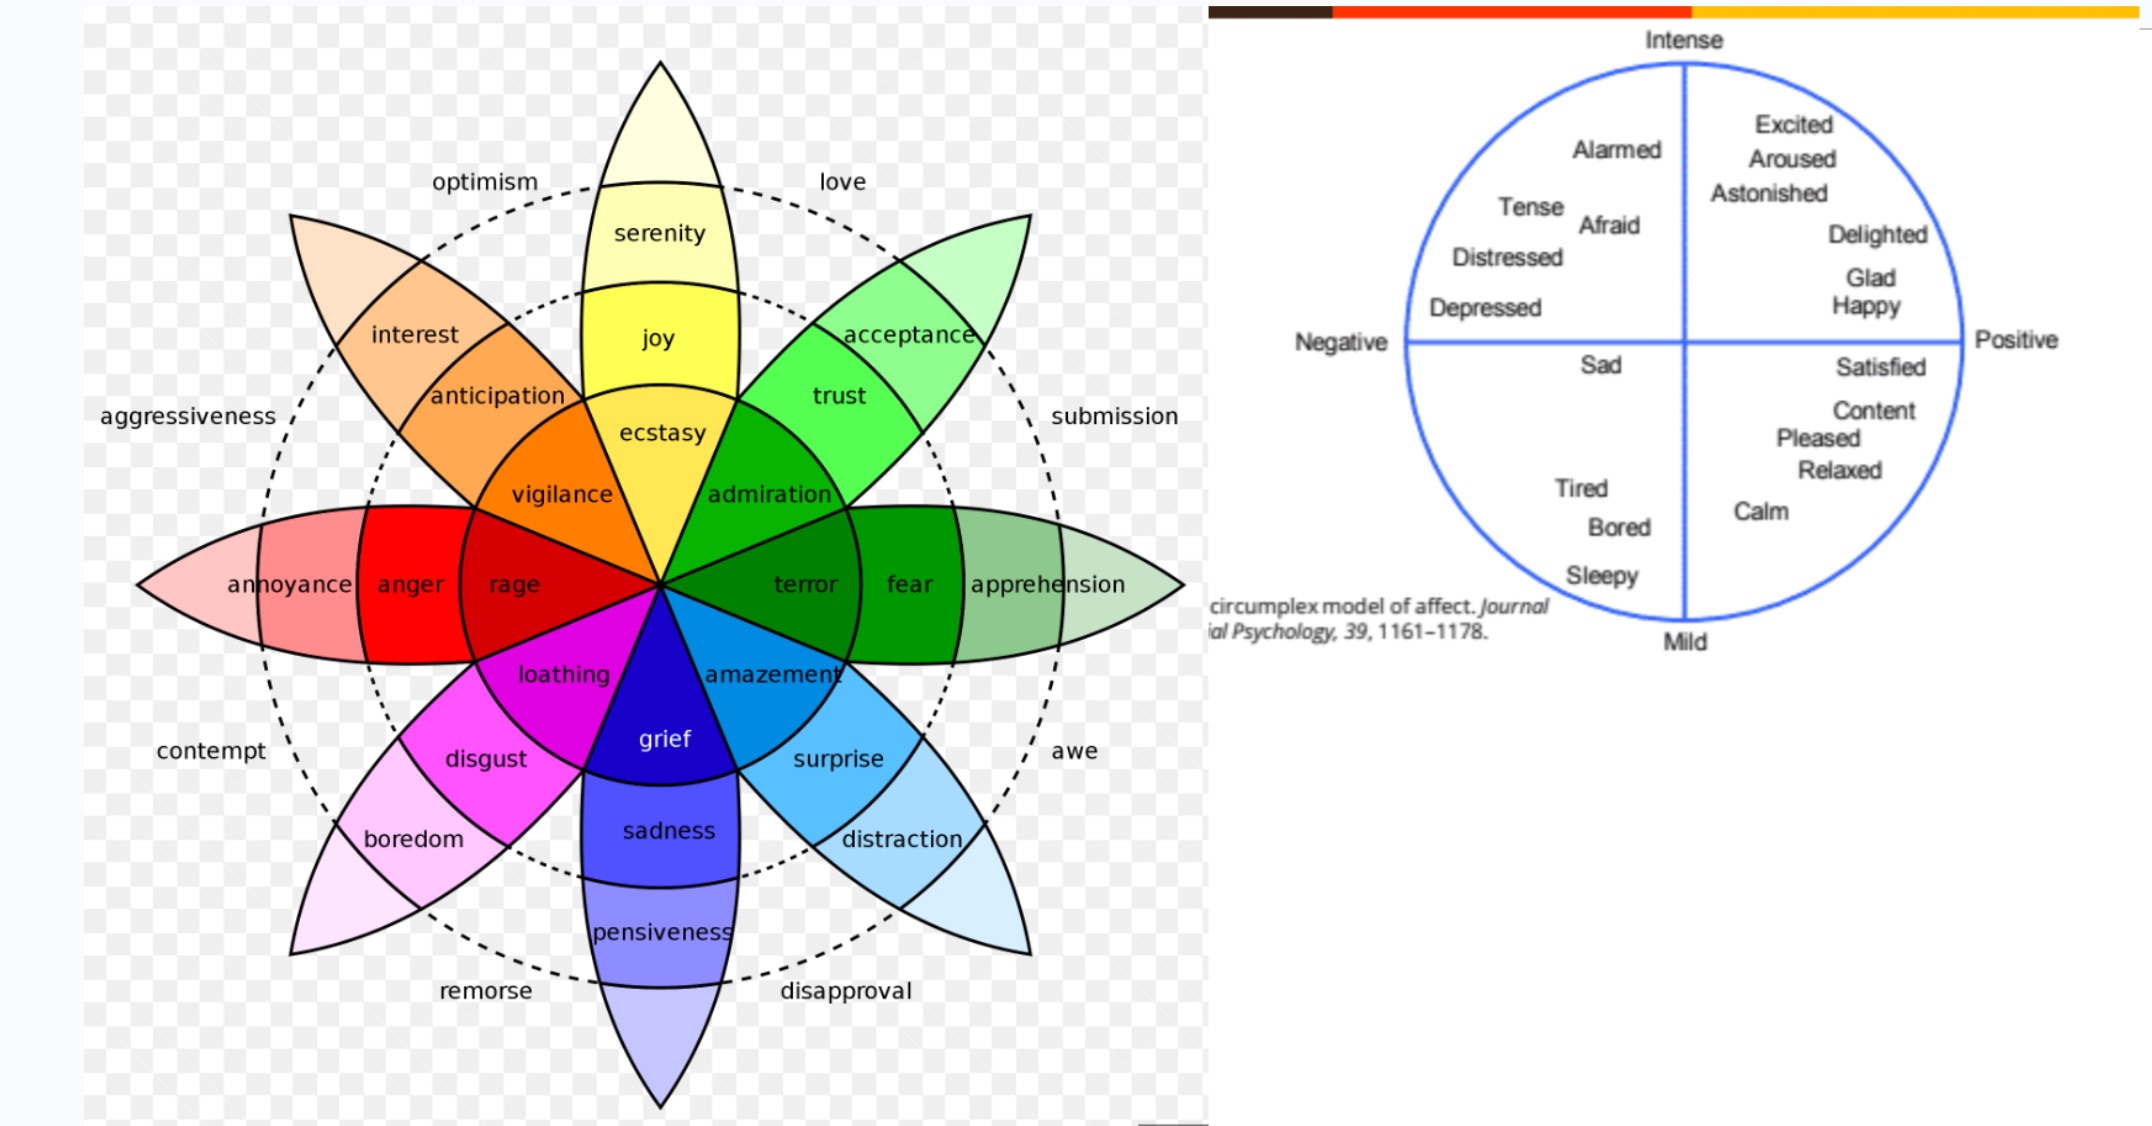 optimism
love
serenity
interest
joy
acceptance
anticipation
trust
aggressiveness
submission
ecstasy
vigilance
admiration
annoyance
anger
rage
terror
fear
apprehension
loathing
amazement
grief
contempt
disgust
surprise
awe
sadness
boredom
distraction
pensiveness
remorse
disapproval
Intense
Excited
Alarmed
Aroused
Astonished
Tense
Afraid
Delighted
Distressed
Glad
Depressed
Happy
Negative
Positive
Sad
Satisfied
Content
Pleased
Relaxed
Tired
Calm
Bored
Sleepy
circumplex model of affect. Journal
ial Psychology, 39, 1161–1178.
Mild